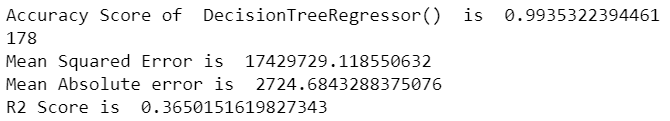 Accuracy Score of  DecisionTreeRegressor()  is  0.9935322394461
178
Mean Squared Error is  17429729.118550632
Mean Absolute error is  2724.6843288375076
R2 Score is  0.3650151619827343